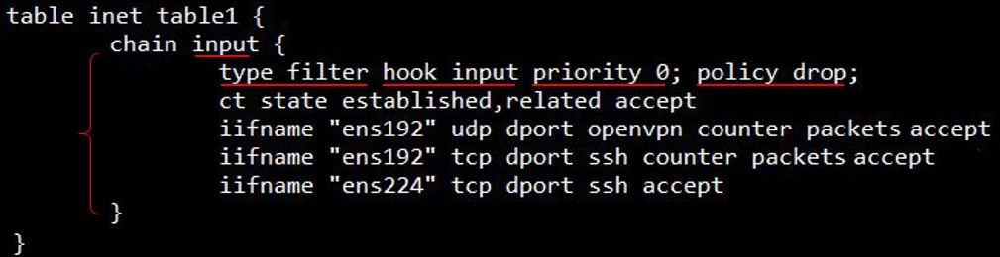 table inet table1 {
chain input {
type filter hook input priority 0; policy drop;
ct state established,related accept
iifname "ens192" udp dport openvpn counter packets accept
iifname "ens192" tcp dport ssh counter packets accept
iifname "ens224" tcp dport ssh accept
}
}